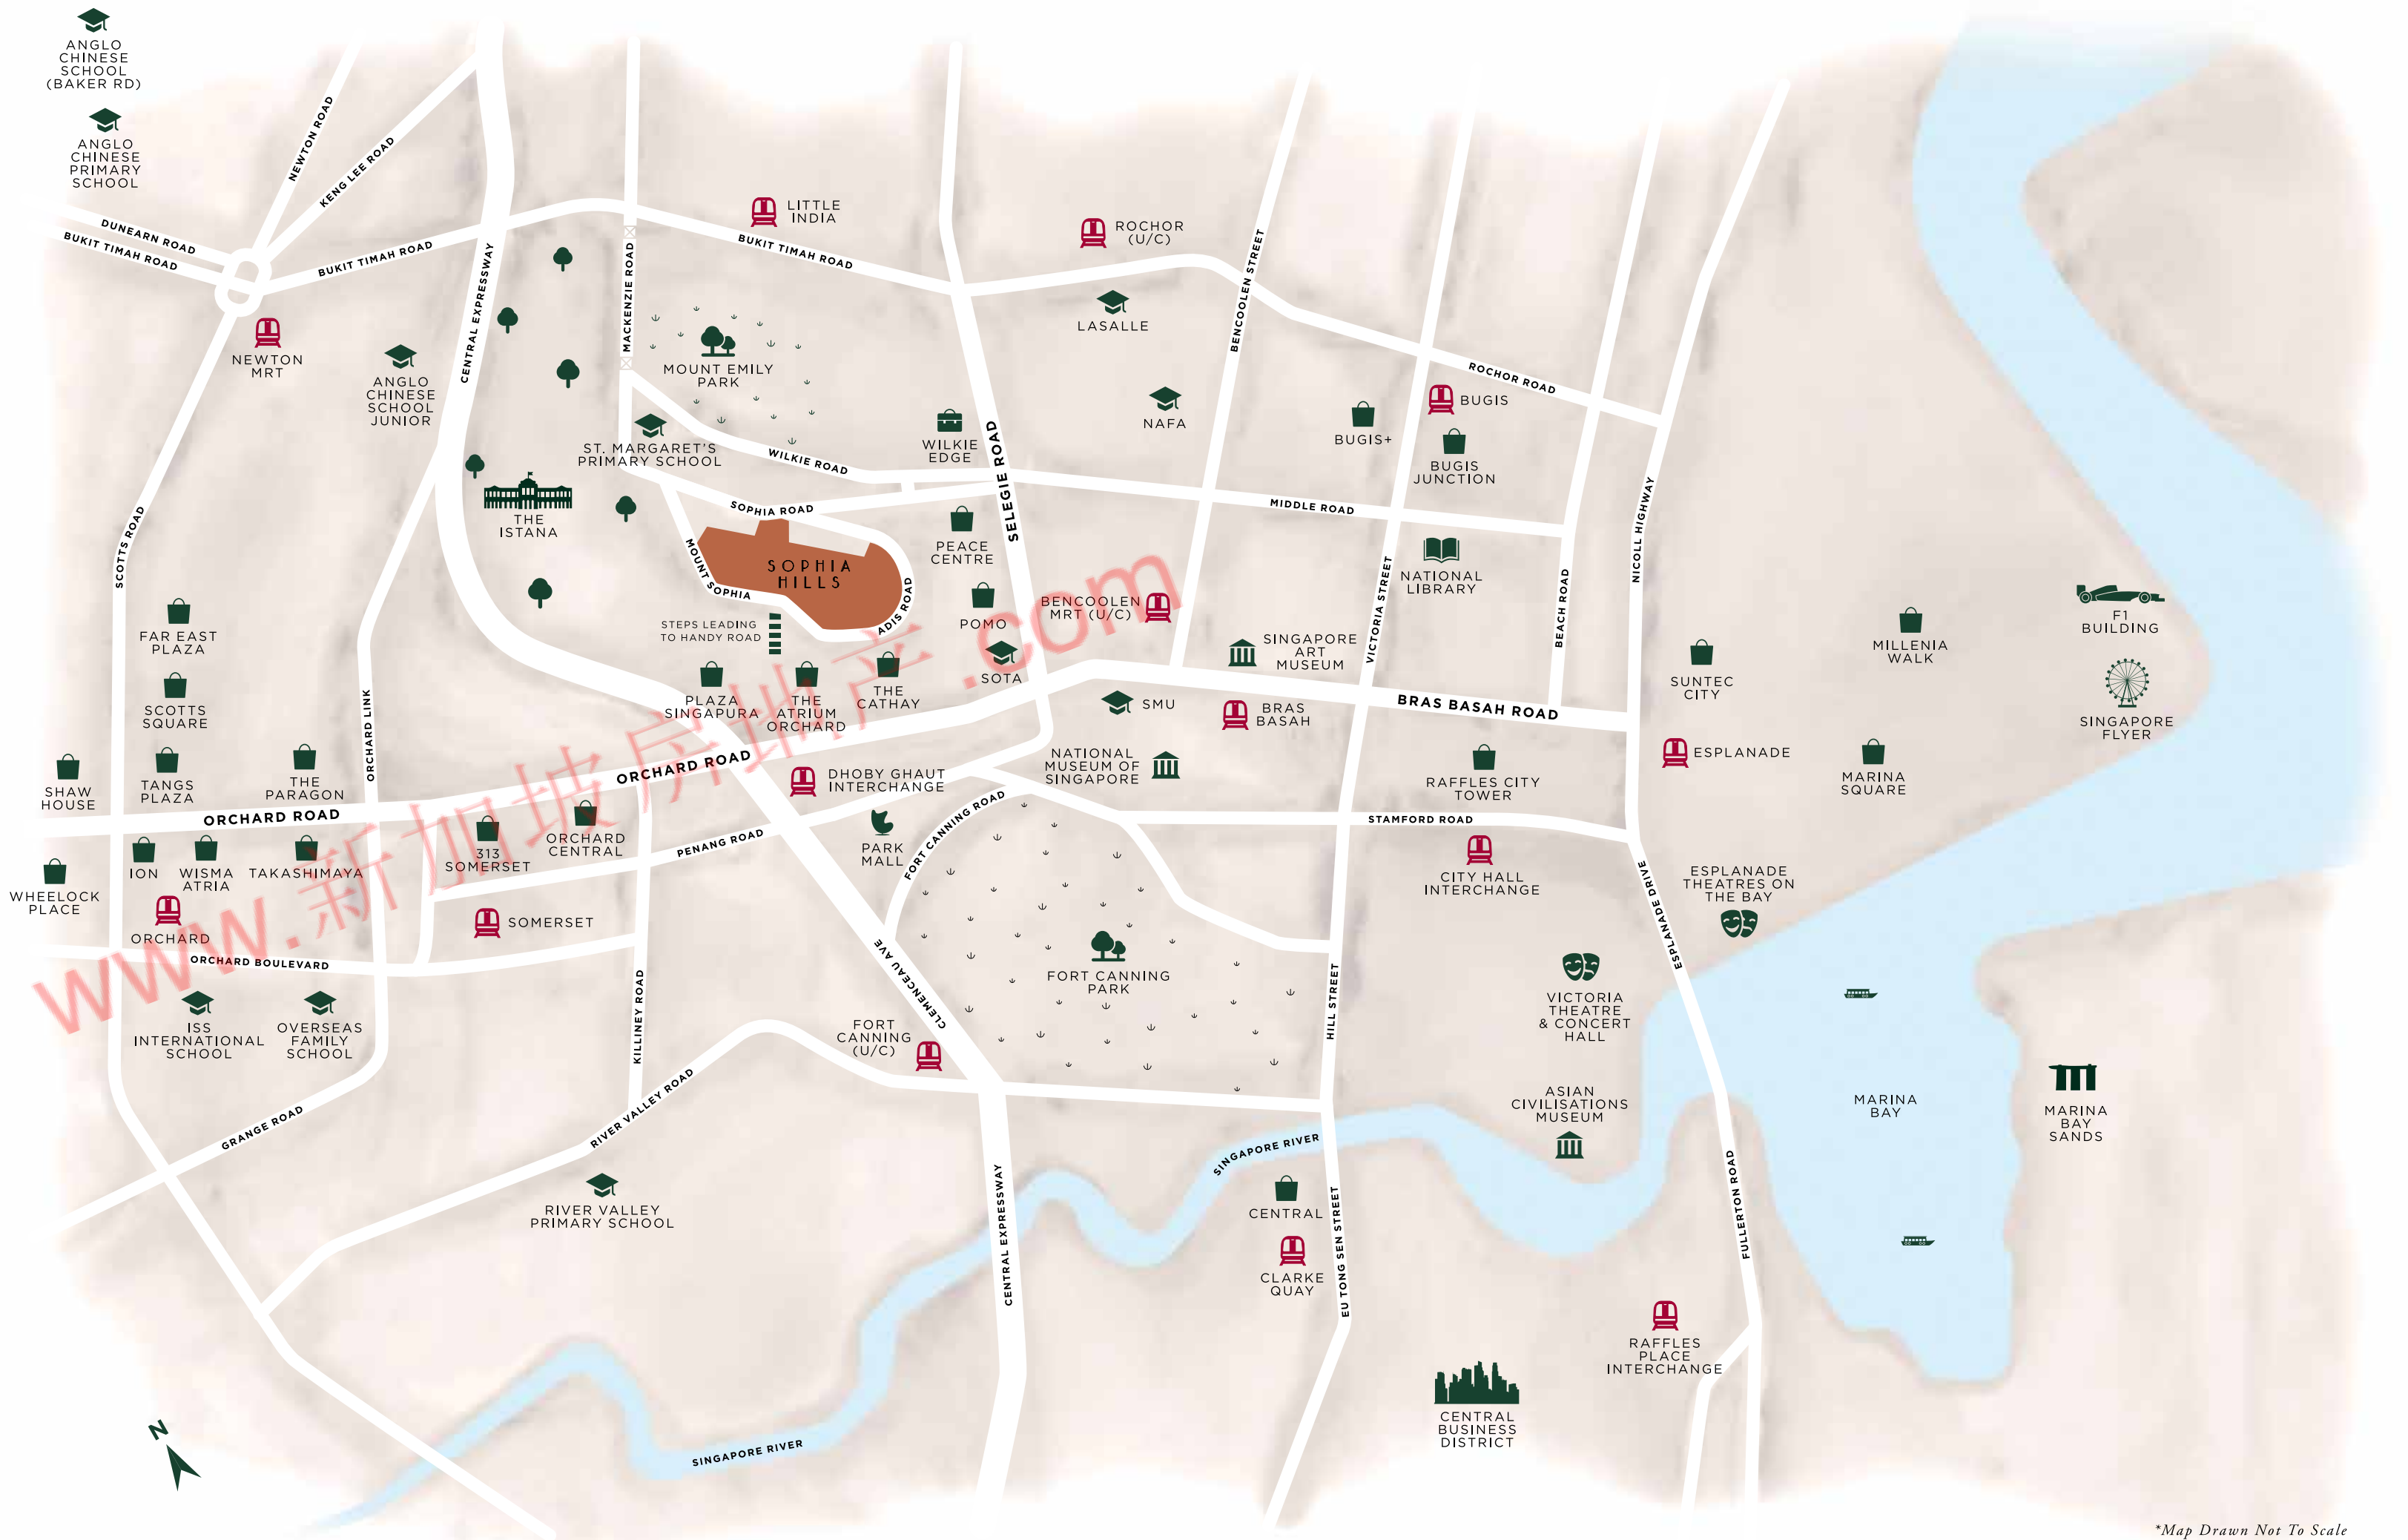 ANGLO
CHINESE
SCHOOL
(BAKER RD)
ANGLO
CHINESE
PRIMARY
SCHOOL
NEWTON ROAD
KENG LEE ROAD
DUNEARN ROAD
BUKIT TIMAH ROAD
BUKIT TIMAH ROAD
CENTRAL EXPRESSWAY
MACKENZIE ROAD
LITTLE
INDIA
BUKIT TIMAH ROAD
ROCHOR
(U/C)
BENCOOLEN STREET
LASALLE
NEWTON
MRT
ANGLO
CHINESE
SCHOOL
JUNIOR
MOUNT EMILY
PARK
ROCHOR ROAD
BUGIS
NAFA
BUGIS+
BUGIS
JUNCTION
ST. MARGARET'S
PRIMARY SCHOOL
WILKIE ROAD
WILKIE
EDGE
SELEGIE ROAD
MIDDLE ROAD
NICOLL HIGHWAY
THE
ISTANA
SCOTTS ROAD
SOPHIA ROAD
SOPHIA
HILLS
MOUNT SOPHIA
ADIS ROAD
PEACE
CENTRE
NATIONAL
LIBRARY
VICTORIA STREET
BEACH ROAD
POMO
BENCOOLEN
MRT (U/C)
STEPS LEADING
TO HANDY ROAD
FAR EAST
PLAZA
F1
BUILDING
MILLENIA
WALK
SINGAPORE
ART
MUSEUM
SUNTEC
CITY
SCOTTS
SQUARE
ORCHARD LINK
PLAZA
SINGAPURA
THE
ATRIUM
ORCHARD
THE
CATHAY
SOTA
SMU
BRAS
BASAH
BRAS BASAH ROAD
SINGAPORE
FLYER
SHAW
HOUSE
TANGS
PLAZA
THE
PARAGON
ORCHARD ROAD
DHOBY GHAUT
INTERCHANGE
NATIONAL
MUSEUM OF
SINGAPORE
RAFFLES CITY
TOWER
ESPLANADE
MARINA
SQUARE
ORCHARD ROAD
313
SOMERSET
ORCHARD
CENTRAL
PENANG ROAD
PARK
MALL
FORT CANNING ROAD
STAMFORD ROAD
WHEELOCK
PLACE
ION
WISMA
ATRIA
TAKASHIMAYA
CITY HALL
INTERCHANGE
ESPLANADE DRIVE
ESPLANADE
THEATRES ON
THE BAY
ORCHARD
SOMERSET
ORCHARD BOULEVARD
CLEMENCEAU AVE
FORT CANNING
PARK
HILL STREET
VICTORIA
THEATRE
& CONCERT
HALL
ISS
INTERNATIONAL
SCHOOL
OVERSEAS
FAMILY
SCHOOL
KILLINEY ROAD
FORT
CANNING
(U/C)
GRANGE ROAD
RIVER VALLEY ROAD
ASIAN
CIVILISATIONS
MUSEUM
MARINA
BAY
MARINA
BAY
SANDS
SINGAPORE RIVER
RIVER VALLEY
PRIMARY SCHOOL
CENTRAL EXPRESSWAY
CENTRAL
CLARKE
QUAY
EU TONG SEN STREET
FULLERTON ROAD
RAFFLES
PLACE
INTERCHANGE
CENTRAL
BUSINESS
DISTRICT
N
SINGAPORE RIVER
*Map Drawn Not To Scale
www.新加坡房地产.com